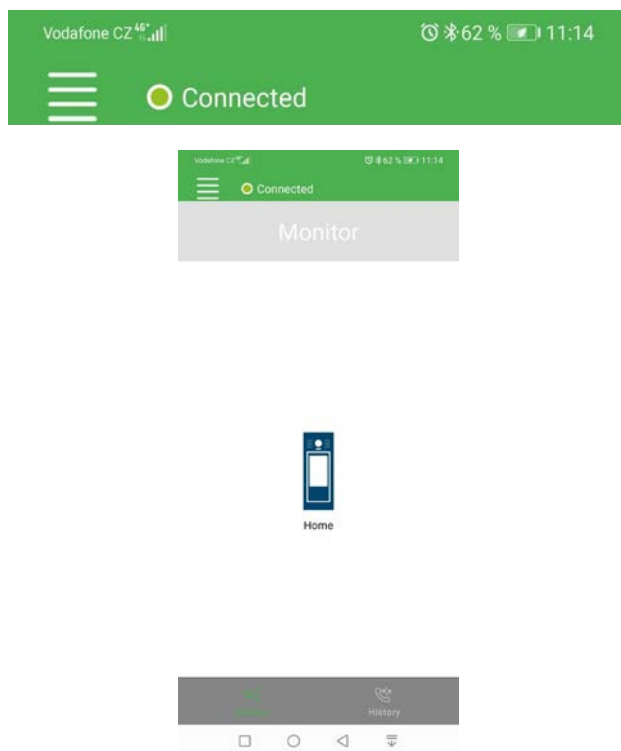 Vodafone CZ 62 % 11:14
Connected
Vodafone CZ 62 % 11:14
Connected
Monitor
Home
History